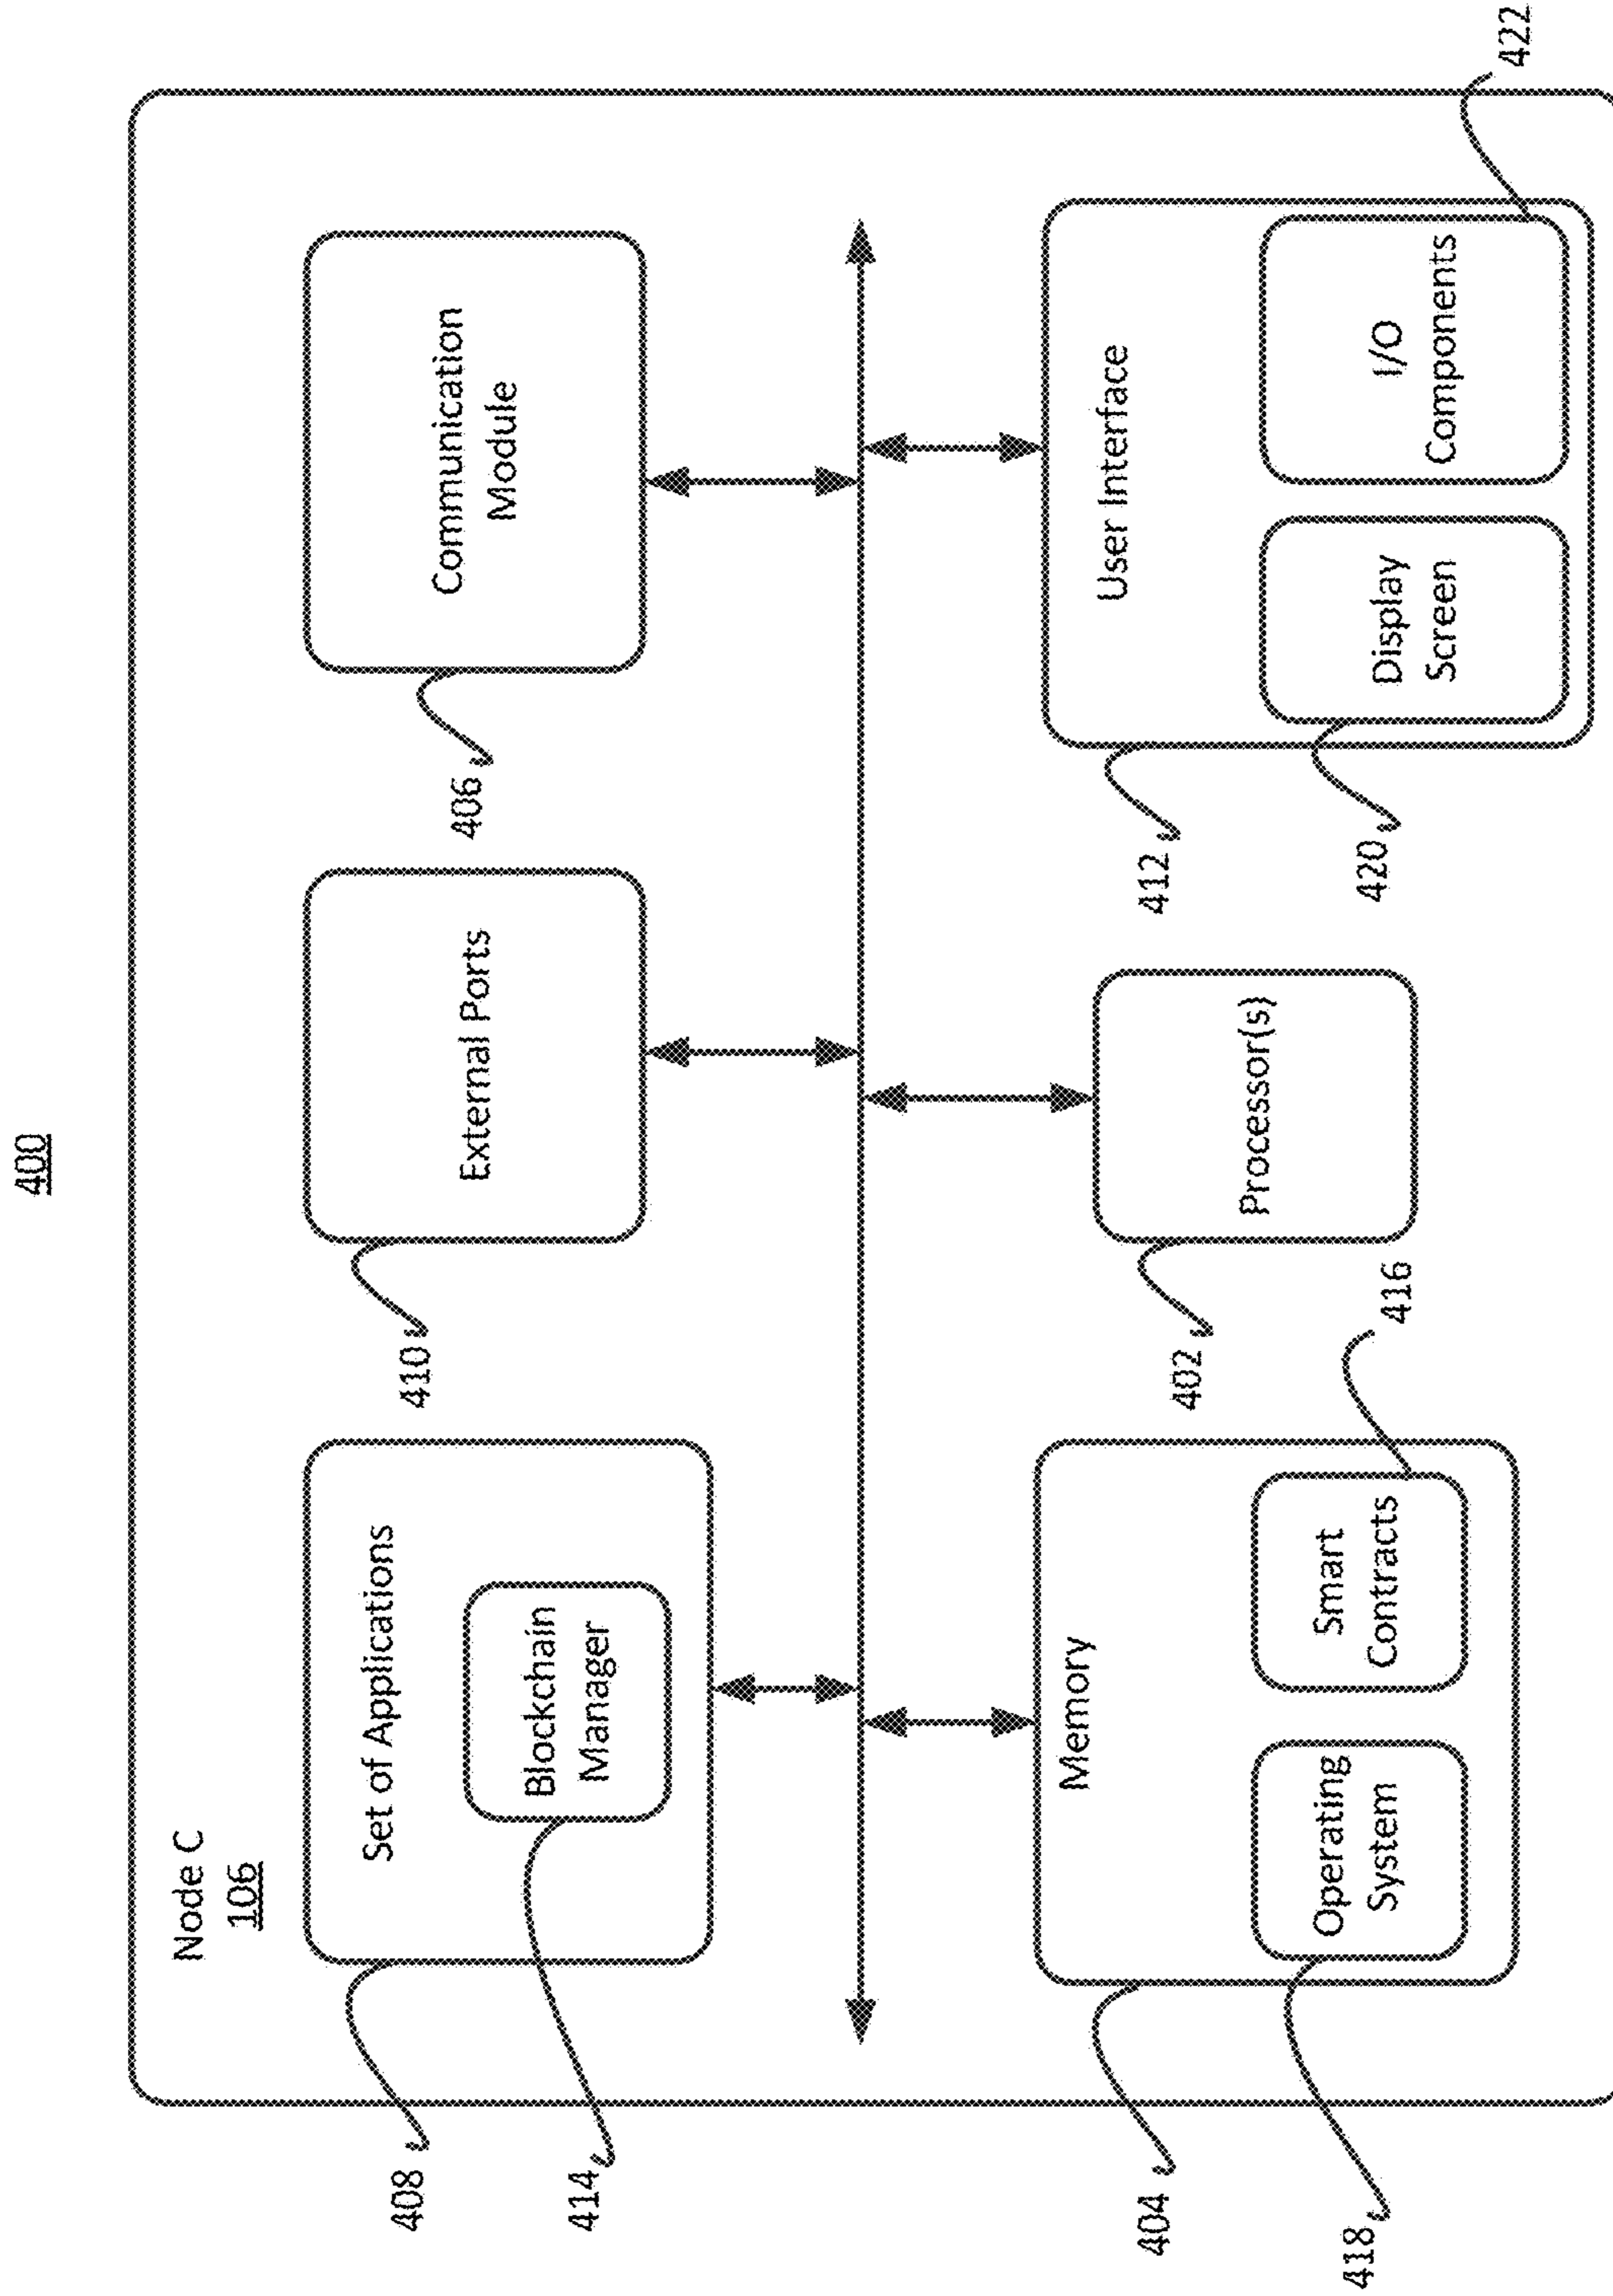 400
Node C
106
Set of Applications
Blockchain
Manager
408
414
External Ports
410
Communication
Module
406
Memory
Operating
System
Smart
Contracts
404
418
416
Processor(s)
402
User Interface
Display
Screen
I/O
Components
412
420
422